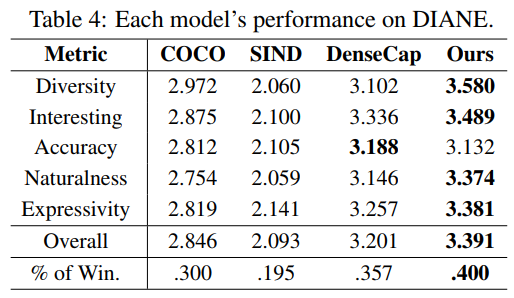 Table 4: Each model's performance on DIANE.
Metric COCO SIND DenseCap Ours
Diversity 2.972 2.060 3.102 3.580
Interesting 2.875 2.100 3.336 3.489
Accuracy 2.812 2.105 3.188 3.132
Naturalness 2.754 2.059 3.146 3.374
Expressivity 2.819 2.141 3.257 3.381
Overall 2.846 2.093 3.201 3.391
% of Win. .300 .195 .357 .400